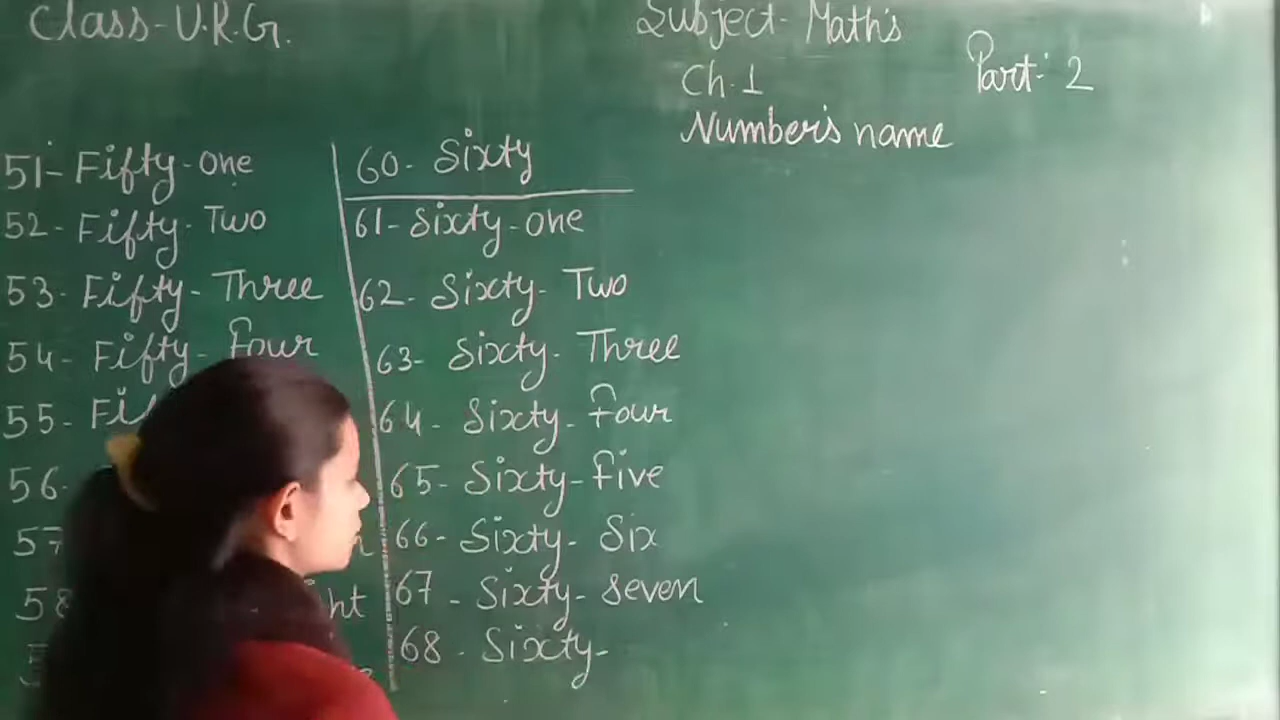 Class-U.R.G.
Subject- Math's
Ch.1
Part: 2
Number's name
51- Fifty-one
52- Fifty- Two
53- Fifty- Three
54- Fifty- four
55-
56-
57
58
60- Sixty
61- Sixty-one
62- Sixty- Two
63- Sixty- Three
64- Sixty- four
65- Sixty- five
66- Sixty- Six
67- Sixty- seven
68- Sixty-